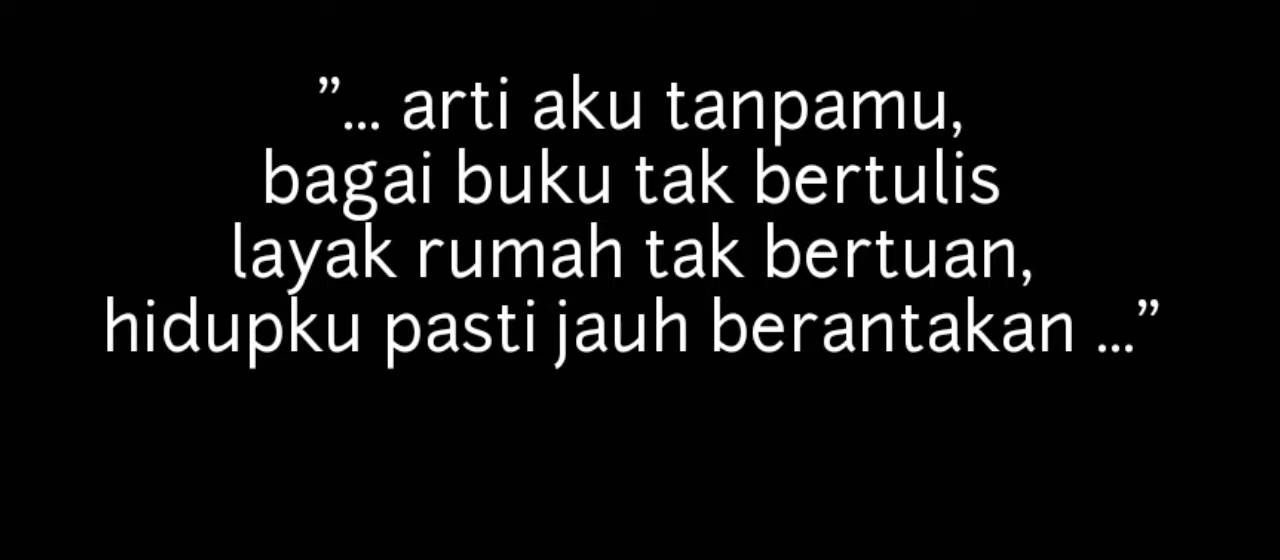 ”... arti aku tanpamu,
bagai buku tak bertulis
layak rumah tak bertuan,
hidupku pasti jauh berantakan ...”